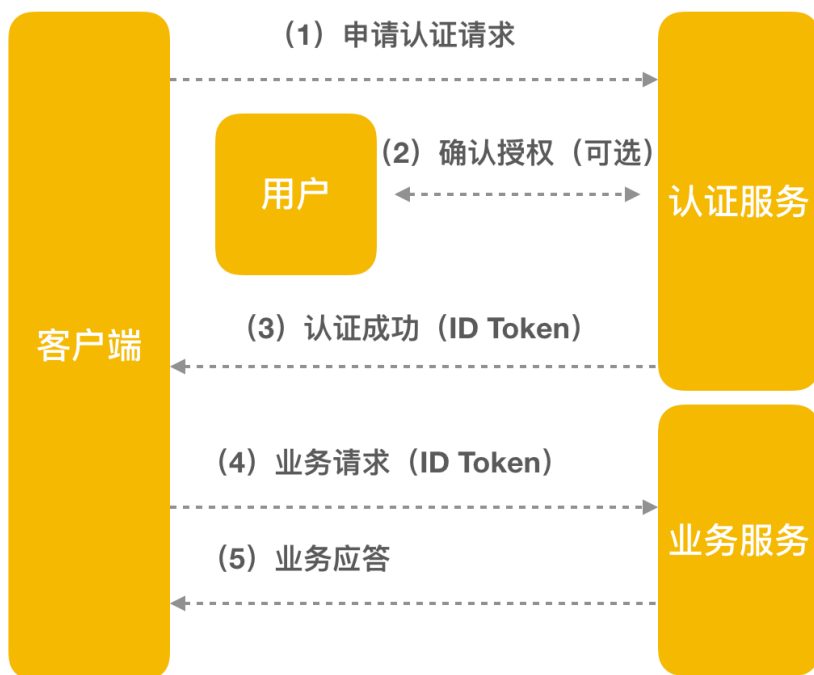 （1）申请认证请求
用户
（2）确认授权（可选）
认证服务
（3）认证成功（ID Token）
客户端
（4）业务请求（ID Token）
业务服务
（5）业务应答